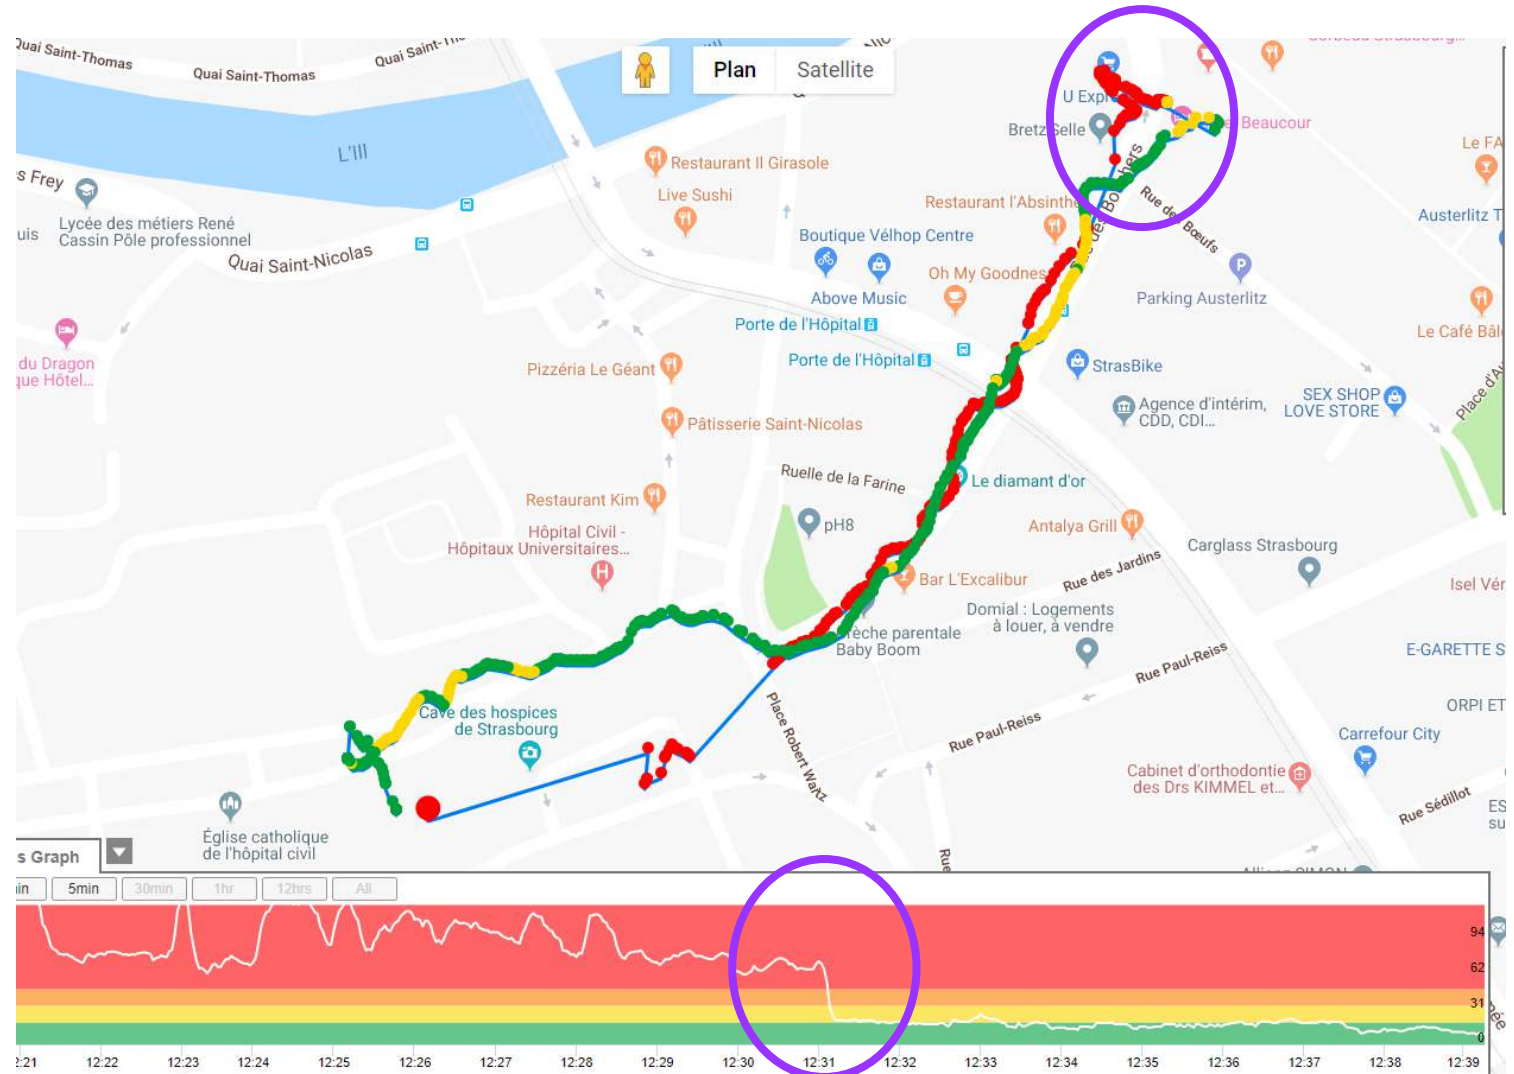 Quai Saint-Thomas
Quai Saint-Thomas
Plan
Satellite
L'Ill
Frey
Lycée des métiers René
Cassin Pôle professionnel
Quai Saint-Nicolas
Restaurant Il Girasole
Live Sushi
Bretz Selle
Beaucour
Restaurant l'Absinthe
Rue des Bœufs
Boutique Vélhop Centre
Above Music
Oh My Goodness
Parking Austerlitz
Porte de l'Hôpital
Porte de l'Hôpital
du Dragon
Pizzéria Le Géant
StrasBike
Pâtisserie Saint-Nicolas
Agence d'intérim,
CDD, CDI...
SEX SHOP
LOVE STORE
Ruelle de la Farine
Le diamant d'or
Restaurant Kim
Hôpital Civil -
Hôpitaux Universitaires...
H
pH8
P
Antalya Grill
Carglass Strasbourg
Bar L'Excalibur
Rue des Jardins
Domial : Logements
à louer, à vendre
parentale
Baby Boom
Rue Paul-Reiss
Rue Paul-Reiss
E-GARETTE S
ORPI ET
Cave des hospices
de Strasbourg
Place Robert Waltz
Carrefour City
Cabinet d'orthodontie
des Drs KIMMEL et...
Rue Sédillot
Église catholique
de l'hôpital civil
Rue
s Graph
5min
30min
1hr
12hrs
All
94
62
31
0
12:22
12:23
12:24
12:25
12:26
12:27
12:28
12:29
12:30
12:31
12:32
12:33
12:34
12:35
12:36
12:37
12:38
12:39